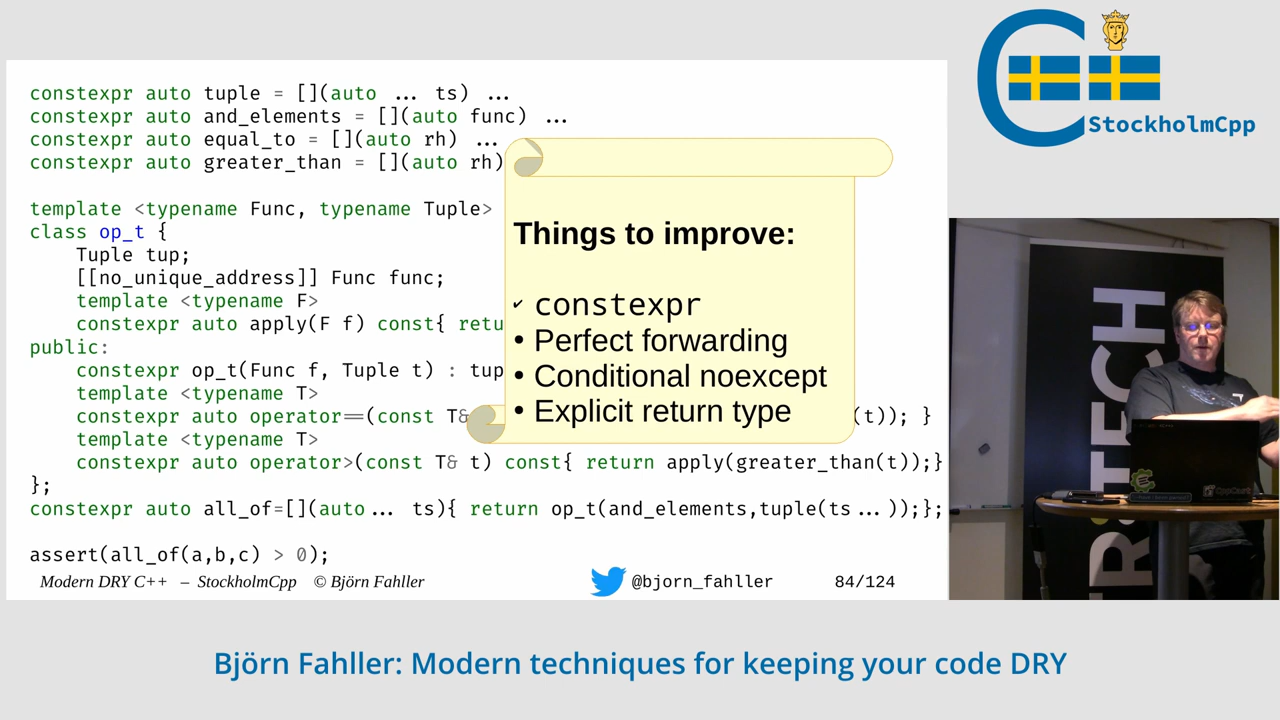 constexpr auto tuple = [](auto ... ts) ...
constexpr auto and_elements = [](auto func) ...
constexpr auto equal_to = [](auto rh) ...
constexpr auto greater_than = [](auto rh)
template <typename Func, typename Tuple>
class op_t {
Tuple tup;
[[no_unique_address]] Func func;
template <typename F>
constexpr auto apply(F f) const{ retu
public:
constexpr op_t(Func f, Tuple t) : tup
template <typename T>
constexpr auto operator==(const T& (t)); }
template <typename T>
constexpr auto operator>(const T& t) const{ return apply(greater_than(t));}
};
constexpr auto all_of=[](auto... ts){ return op_t(and_elements,tuple(ts...));};
assert(all_of(a,b,c) > 0);
Things to improve:
✔ constexpr
• Perfect forwarding
• Conditional noexcept
• Explicit return type
Modern DRY C++ – StockholmCpp © Björn Fahller
@bjorn_fahller
84/124
StockholmCpp
Björn Fahller: Modern techniques for keeping your code DRY